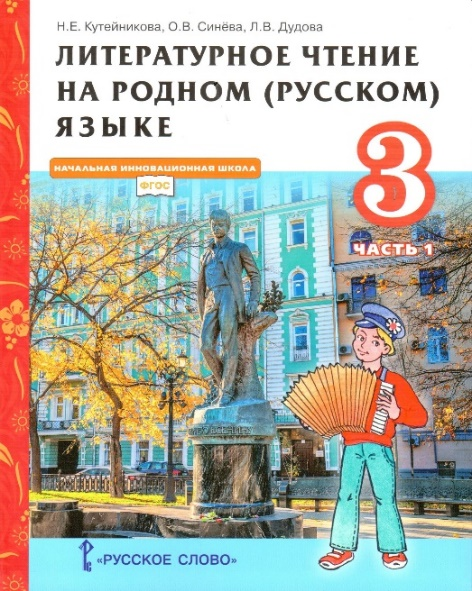 Н.Е. Кутейникова, О.В. Синёва, Л.В. Дудова
ЛИТЕРАТУРНОЕ ЧТЕНИЕ
НА РОДНОМ (РУССКОМ)
ЯЗЫКЕ
НАЧАЛЬНАЯ ИННОВАЦИОННАЯ ШКОЛА
ФГОС
3
ЧАСТЬ 1
«РУССКОЕ СЛОВО»